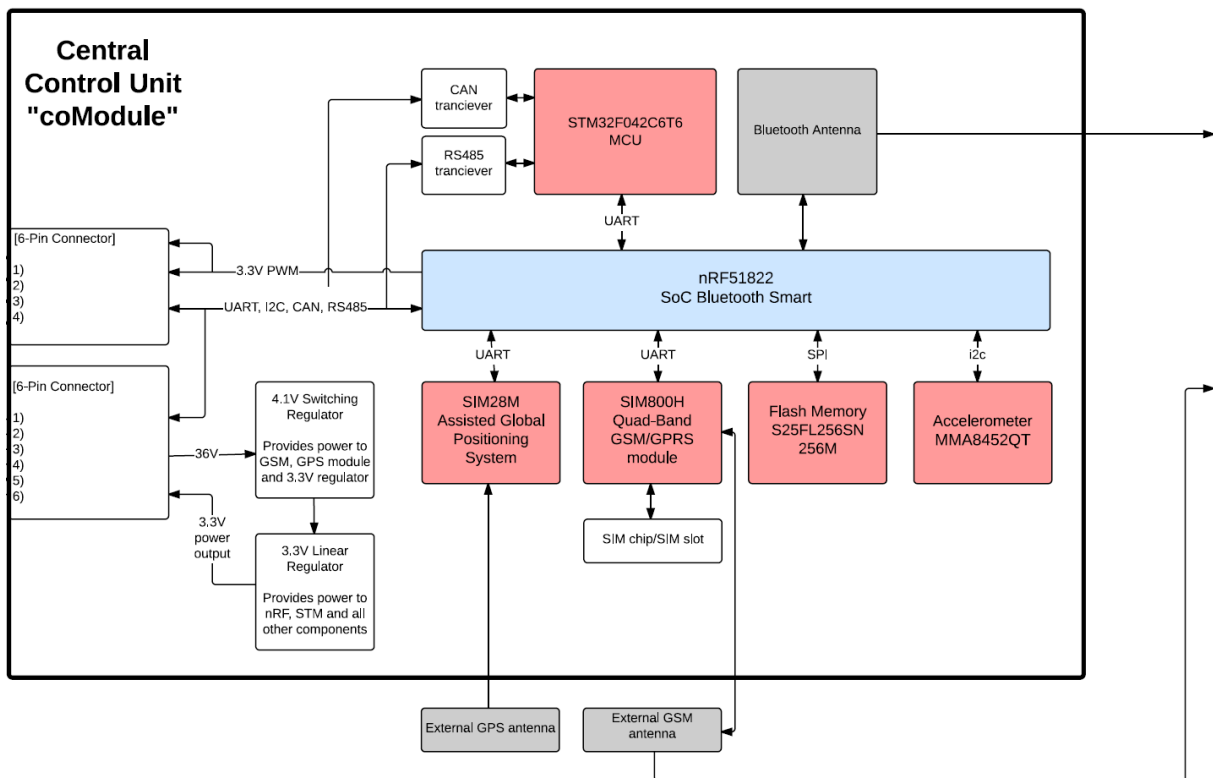 Central
Control Unit
"coModule"
CAN
tranciever
RS485
tranciever
STM32F042C6T6
MCU
Bluetooth Antenna
UART
[6-Pin Connector]
1)
2)
3)
4)
3.3V PWM
UART, I2C, CAN, RS485
nRF51822
SoC Bluetooth Smart
UART
UART
SPI
i2c
[6-Pin Connector]
1)
2)
3)
4)
5)
6)
36V
3.3V
power
output
4.1V Switching
Regulator
Provides power to
GSM, GPS module
and 3.3V regulator
3.3V Linear
Regulator
Provides power to
nRF, STM and all
other components
SIM28M
Assisted Global
Positioning
System
SIM800H
Quad-Band
GSM/GPRS
module
Flash Memory
S25FL256SN
256M
Accelerometer
MMA8452QT
SIM chip/SIM slot
External GPS antenna
External GSM
antenna